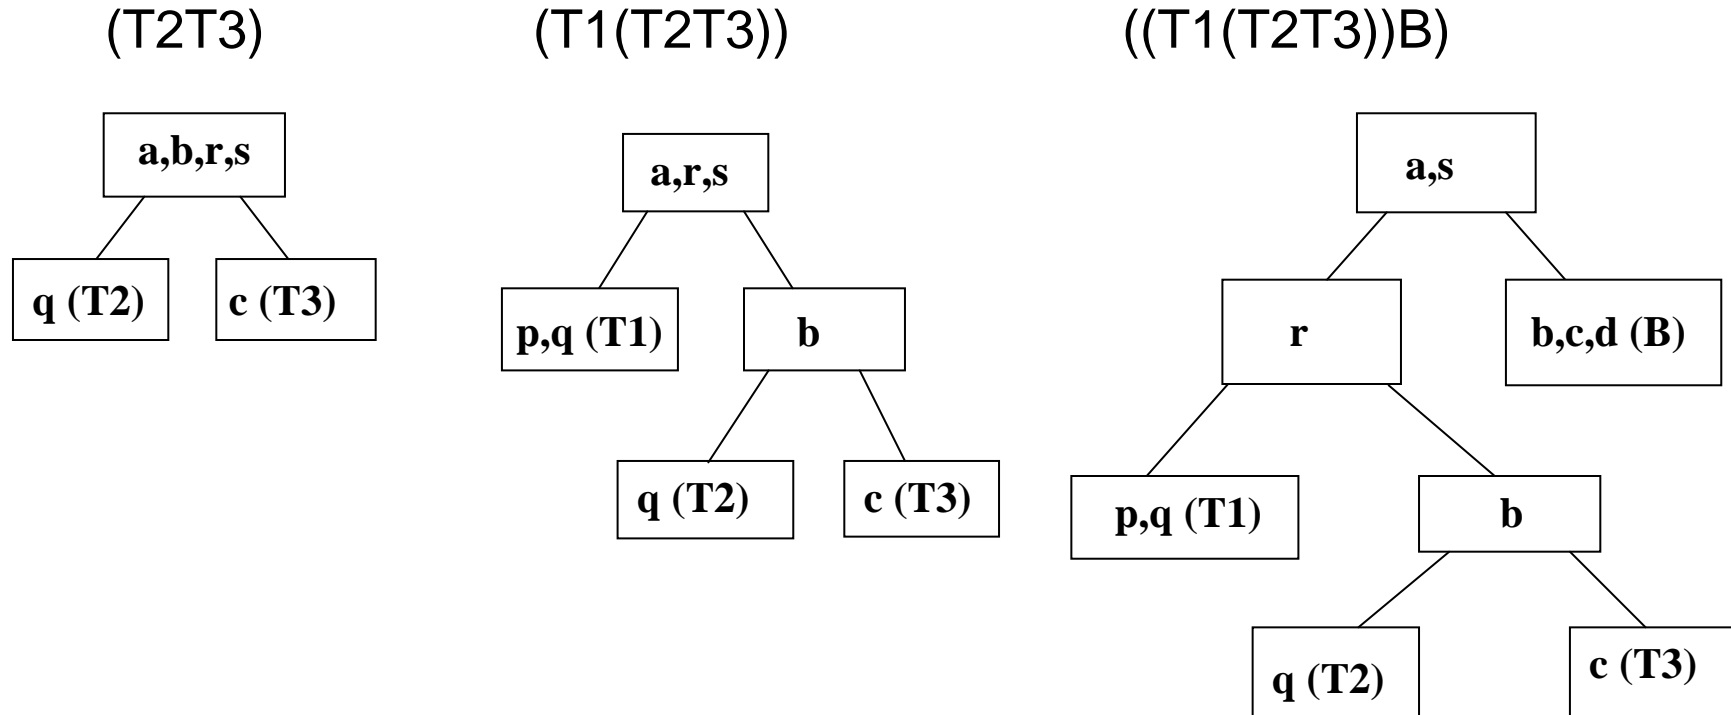 (T2T3)
(T1(T2T3))
((T1(T2T3))B)
a,b,r,s
q (T2)
c (T3)
a,r,s
p,q (T1)
b
q (T2)
c (T3)
a,s
r
b,c,d (B)
p,q (T1)
b
q (T2)
c (T3)